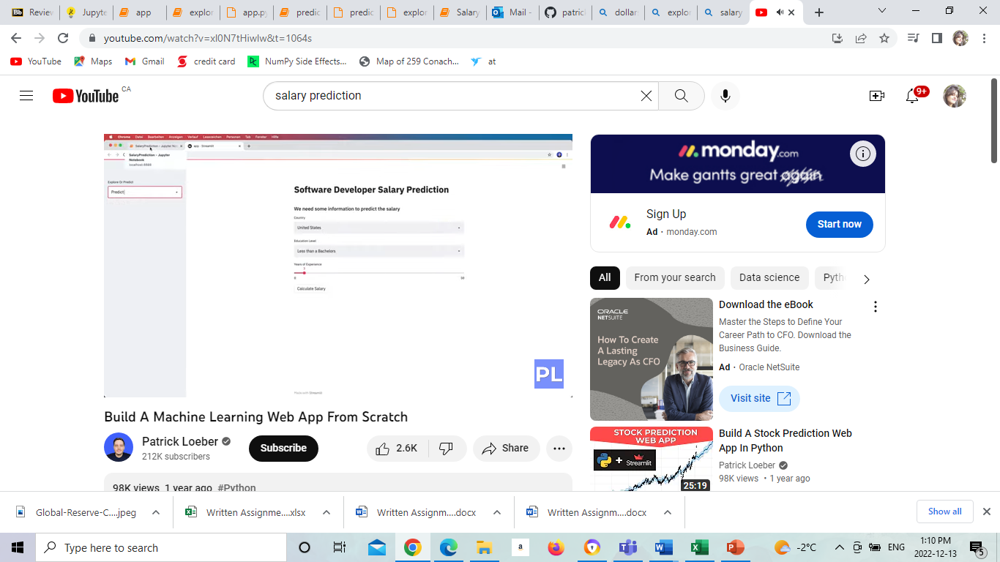 Review
Jupyte
app
explor
app.py
predic
predic
explor
Salary
Mail -
patric
dollar
explor
salary
youtube.com/watch?v=xl0N7tHiwlw&t=1064s
YouTube
Maps
Gmail
credit card
NumPy Side Effects...
Map of 259 Conach...
at
YouTube CA
salary prediction
9+
Chrome Datei Bearbeiten Anzeigen Verlauf Lesezeichen Personen Tab Fenster Hilfe
SalaryPrediction - Jupyter No
app · Streamlit
SalaryPrediction - Jupyter
Notebook
localhost:8888
Explore Or Predict
Predict
Software Developer Salary Prediction
We need some information to predict the salary
Country
United States
Education Level
Less than a Bachelors
Years of Experience
3
0
50
Calculate Salary
Made with Streamlit
PL
monday.com
Make gantts great again
Sign Up
Ad · monday.com
Start now
All
From your search
Data science
Pyth
ORACLE
NETSUITE
How To Create
A Lasting
Legacy As CFO
Download the eBook
Master the Steps to Define Your
Career Path to CFO. Download the
Business Guide.
Ad · Oracle NetSuite
Visit site
STOCK PREDICTION
WEB APP
+ Streamlit
25:19
Build A Stock Prediction Web
App In Python
Patrick Loeber
98K views · 1 year ago
Build A Machine Learning Web App From Scratch
Patrick Loeber
212K subscribers
Subscribe
2.6K
Share
98K views 1 year ago #Python
Global-Reserve-C....jpeg
Written Assignme....xlsx
Written Assignm....docx
Written Assignm....docx
Show all
Type here to search
a
-2°C
ENG
1:10 PM
2022-12-13
5